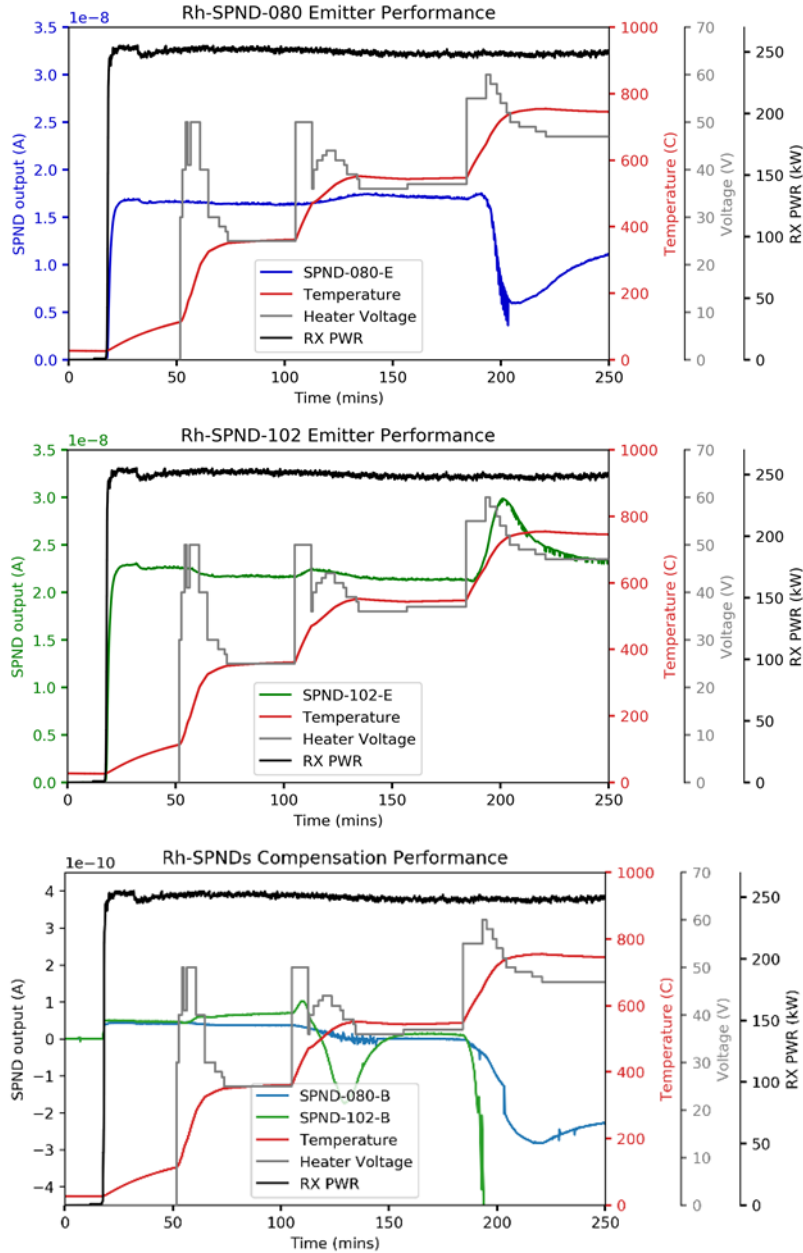 Rh-SPND-080 Emitter Performance
1e−8
3.5
3.0
2.5
2.0
1.5
1.0
0.5
0.0
SPND output (A)
0 50 100 150 200 250
Time (mins)
SPND-080-E
Temperature
Heater Voltage
RX PWR
1000
800
600
400
200
0
Temperature (C)
70
60
50
40
30
20
10
0
Voltage (V)
250
200
150
100
50
0
RX PWR (kW)
Rh-SPND-102 Emitter Performance
1e−8
3.5
3.0
2.5
2.0
1.5
1.0
0.5
0.0
SPND output (A)
0 50 100 150 200 250
Time (mins)
SPND-102-E
Temperature
Heater Voltage
RX PWR
1000
800
600
400
200
0
Temperature (C)
70
60
50
40
30
20
10
0
Voltage (V)
250
200
150
100
50
0
RX PWR (kW)
Rh-SPNDs Compensation Performance
1e−10
4
3
2
1
0
−1
−2
−3
−4
SPND output (A)
0 50 100 150 200 250
Time (mins)
SPND-080-B
SPND-102-B
Temperature
Heater Voltage
RX PWR
1000
800
600
400
200
0
Temperature (C)
70
60
50
40
30
20
10
0
Voltage (V)
250
200
150
100
50
0
RX PWR (kW)